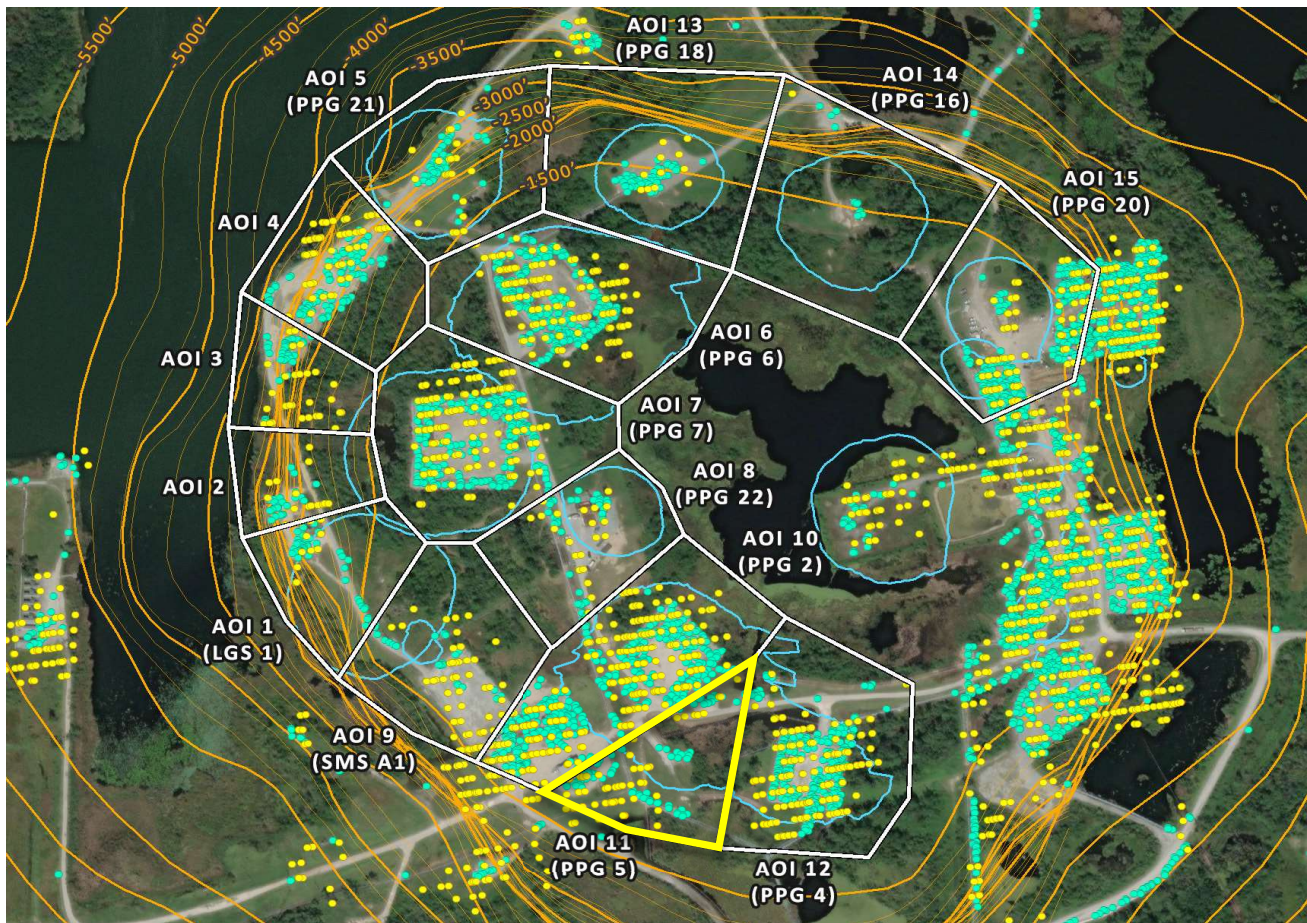 -5500'
-5000'
-4500'
-4000'
-3500'
-3000'
-2500'
-2000'
-1500'
AOI 13
(PPG 18)
AOI 5
(PPG 21)
AOI 14
(PPG 16)
AOI 15
(PPG 20)
AOI 4
AOI 3
AOI 6
(PPG 6)
AOI 7
(PPG 7)
AOI 2
AOI 8
(PPG 22)
AOI 10
(PPG 2)
AOI 1
(LGS 1)
AOI 9
(SMS A1)
AOI 11
(PPG 5)
AOI 12
(PPG 4)